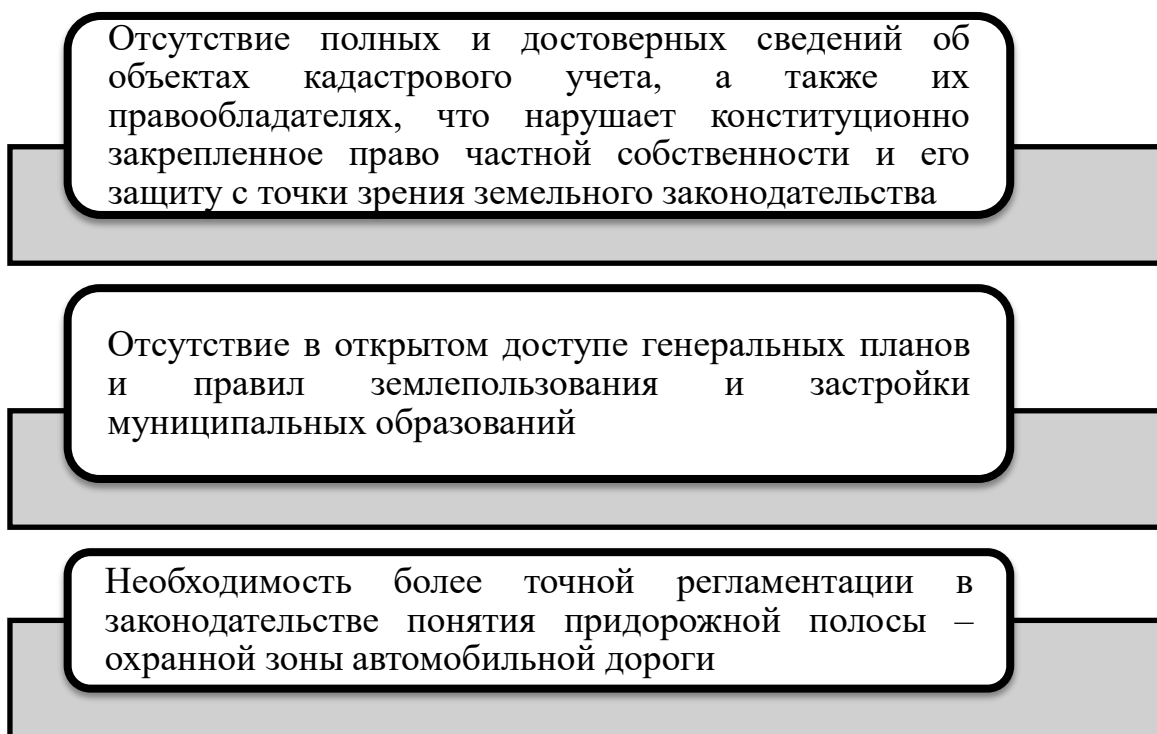 Отсутствие полных и достоверных сведений об
объектах кадастрового учета, а также их
правообладателях, что нарушает конституционно
закрепленное право частной собственности и его
защиту с точки зрения земельного законодательства
Отсутствие в открытом доступе генеральных планов
и правил землепользования и застройки
муниципальных образований
Необходимость более точной регламентации в
законодательстве понятия придорожной полосы –
охранной зоны автомобильной дороги